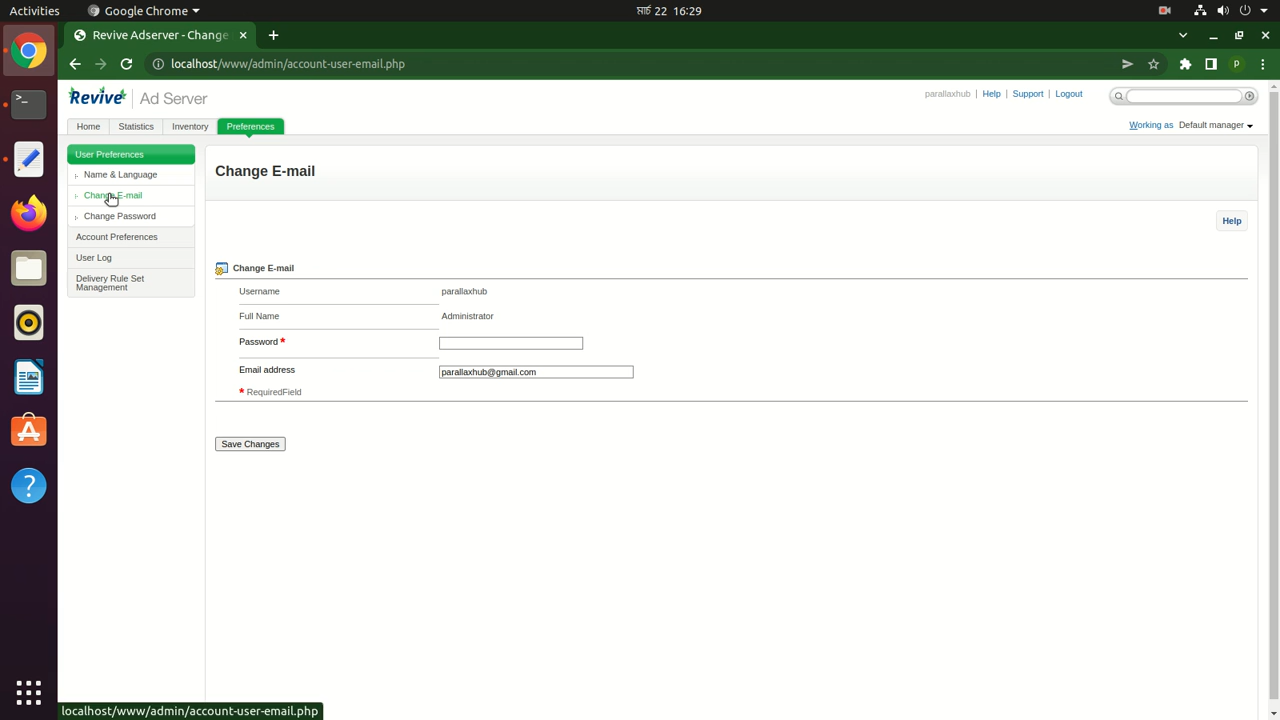 Activities
Google Chrome
মার্চ 22 16:29
Revive Adserver - Change
localhost/www/admin/account-user-email.php
p
Revive Ad Server
parallaxhub Help Support Logout
Home Statistics Inventory Preferences
Working as Default manager
User Preferences
Name & Language
Change E-mail
Change Password
Account Preferences
User Log
Delivery Rule Set
Management
Change E-mail
Help
Change E-mail
Username parallaxhub
Full Name Administrator
Password *
Email address parallaxhub@gmail.com
* RequiredField
Save Changes
localhost/www/admin/account-user-email.php